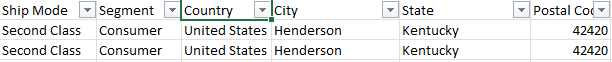 Ship Mode Segment Country City State Postal Coc
Second Class Consumer United States Henderson Kentucky 42420
Second Class Consumer United States Henderson Kentucky 42420